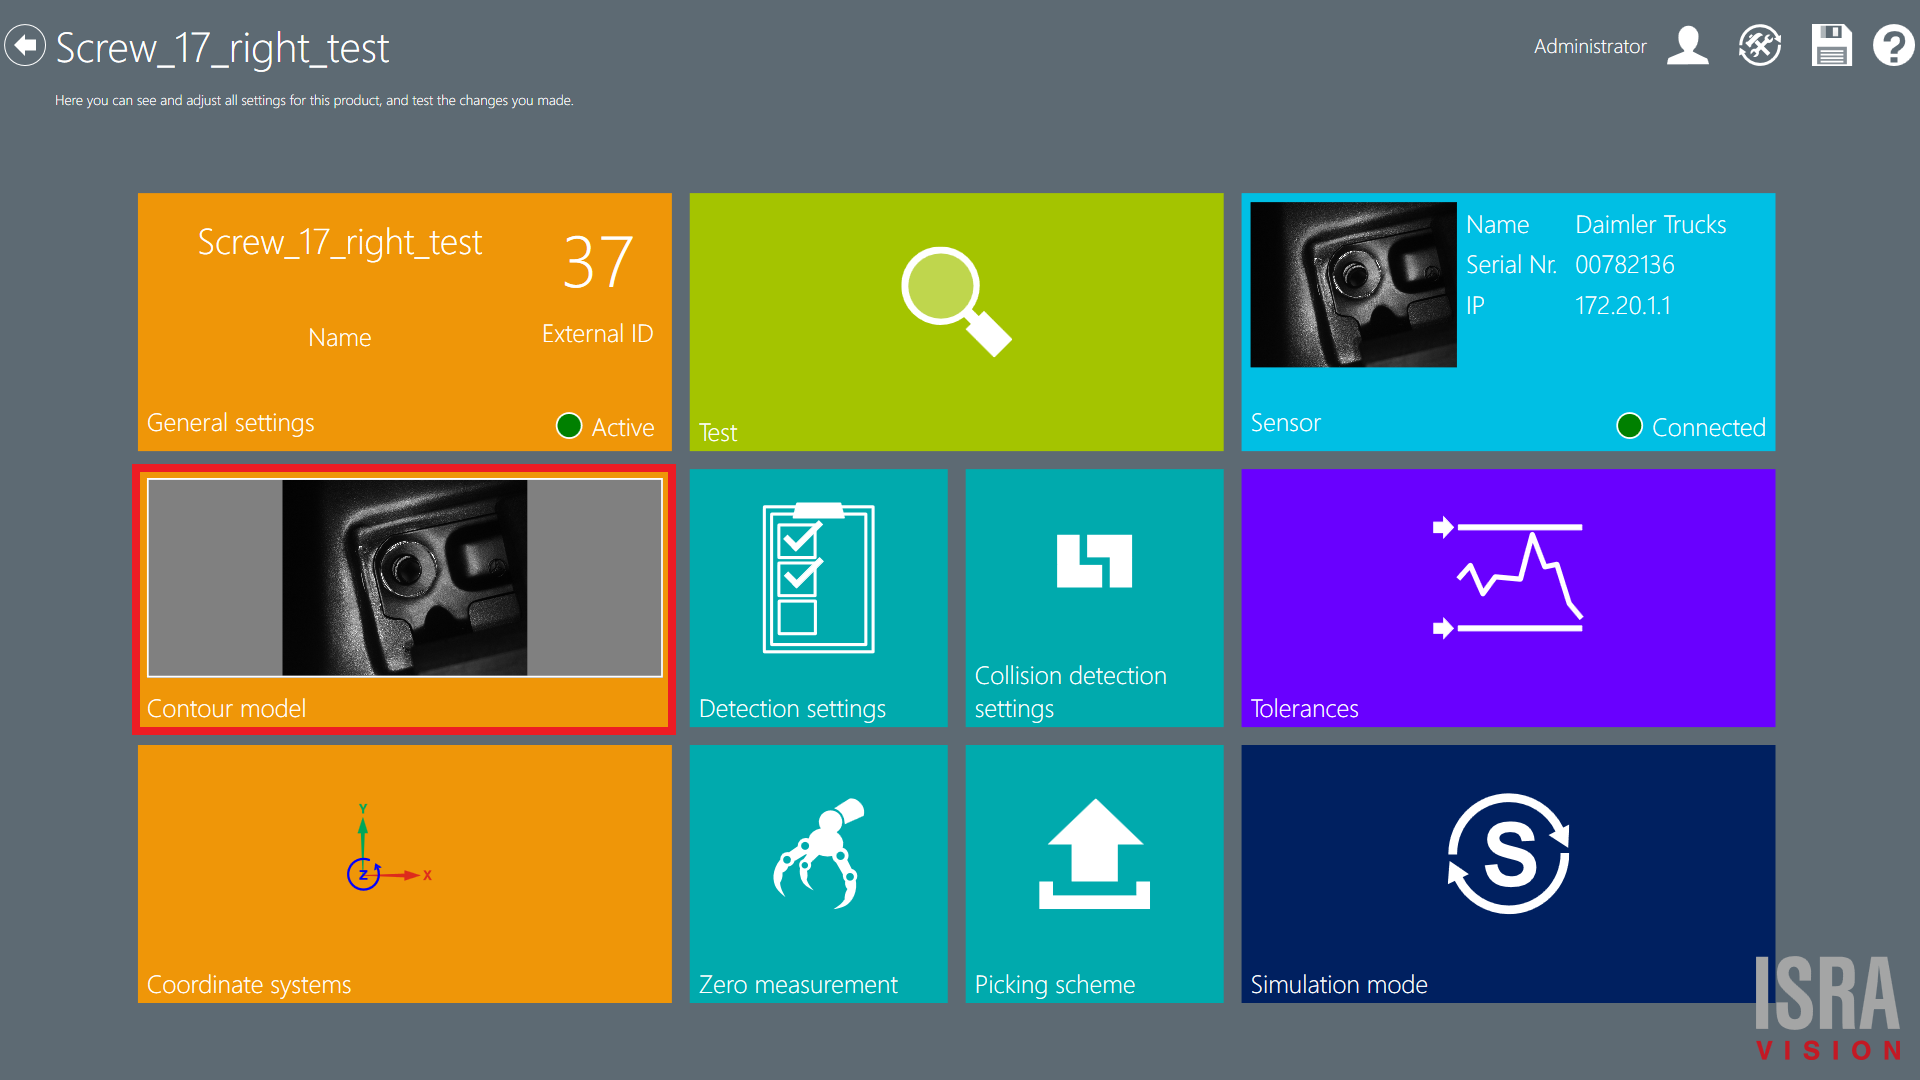 Screw_17_right_test
Administrator
Here you can see and adjust all settings for this product, and test the changes you made.
Screw_17_right_test
37
Name
External ID
General settings
Active
Test
Name Daimler Trucks
Serial Nr. 00782136
IP 172.20.1.1
Sensor
Connected
Contour model
Detection settings
Collision detection
settings
Tolerances
Y
Z
X
Coordinate systems
Zero measurement
Picking scheme
S
Simulation mode
ISRA
VISION